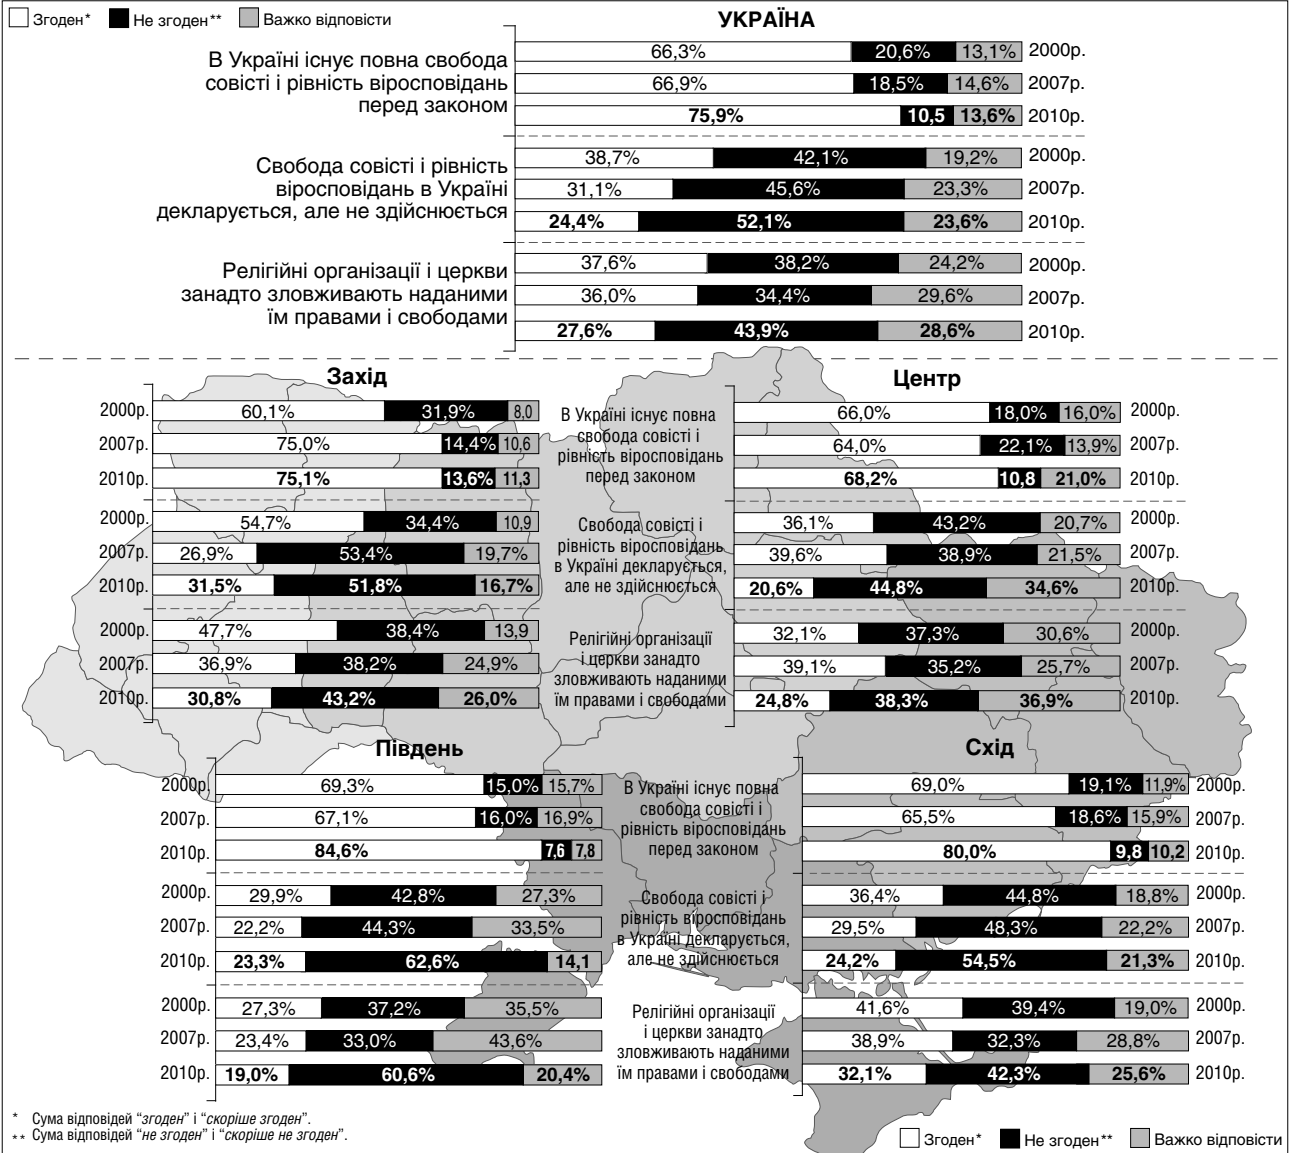 Згоден* Не згоден** Важко відповісти
УКРАЇНА
В Україні існує повна свобода
совісті і рівність віросповідань
перед законом
66,3% 20,6% 13,1% 2000р.
66,9% 18,5% 14,6% 2007р.
75,9% 10,5 13,6% 2010р.
Свобода совісті і рівність
віросповідань в Україні
декларується, але не здійснюється
38,7% 42,1% 19,2% 2000р.
31,1% 45,6% 23,3% 2007р.
24,4% 52,1% 23,6% 2010р.
Релігійні організації і церкви
занадто зловживають наданими
їм правами і свободами
37,6% 38,2% 24,2% 2000р.
36,0% 34,4% 29,6% 2007р.
27,6% 43,9% 28,6% 2010р.
Захід
2000р. 60,1% 31,9% 8,0
2007р. 75,0% 14,4% 10,6
2010р. 75,1% 13,6% 11,3
2000р. 54,7% 34,4% 10,9
2007р. 26,9% 53,4% 19,7%
2010р. 31,5% 51,8% 16,7%
2000р. 47,7% 38,4% 13,9
2007р. 36,9% 38,2% 24,9%
2010р. 30,8% 43,2% 26,0%
В Україні існує повна
свобода совісті і
рівність віросповідань
перед законом
Свобода совісті і
рівність віросповідань
в Україні декларується,
але не здійснюється
Релігійні організації
і церкви занадто
зловживають наданими
їм правами і свободами
Центр
66,0% 18,0% 16,0% 2000р.
64,0% 22,1% 13,9% 2007р.
68,2% 10,8 21,0% 2010р.
36,1% 43,2% 20,7% 2000р.
39,6% 38,9% 21,5% 2007р.
20,6% 44,8% 34,6% 2010р.
32,1% 37,3% 30,6% 2000р.
39,1% 35,2% 25,7% 2007р.
24,8% 38,3% 36,9% 2010р.
Південь
2000р. 69,3% 15,0% 15,7%
2007р. 67,1% 16,0% 16,9%
2010р. 84,6% 7,6 7,8
2000р. 29,9% 42,8% 27,3%
2007р. 22,2% 44,3% 33,5%
2010р. 23,3% 62,6% 14,1
2000р. 27,3% 37,2% 35,5%
2007р. 23,4% 33,0% 43,6%
2010р. 19,0% 60,6% 20,4%
В Україні існує повна
свобода совісті і
рівність віросповідань
перед законом
Свобода совісті і
рівність віросповідань
в Україні декларується,
але не здійснюється
Релігійні організації
і церкви занадто
зловживають наданими
їм правами і свободами
Схід
69,0% 19,1% 11,9% 2000р.
65,5% 18,6% 15,9% 2007р.
80,0% 9,8 10,2 2010р.
36,4% 44,8% 18,8% 2000р.
29,5% 48,3% 22,2% 2007р.
24,2% 54,5% 21,3% 2010р.
41,6% 39,4% 19,0% 2000р.
38,9% 32,3% 28,8% 2007р.
32,1% 42,3% 25,6% 2010р.
* Сума відповідей “згоден” і “скоріше згоден”.
** Сума відповідей “не згоден” і “скоріше не згоден”.
Згоден* Не згоден** Важко відповісти